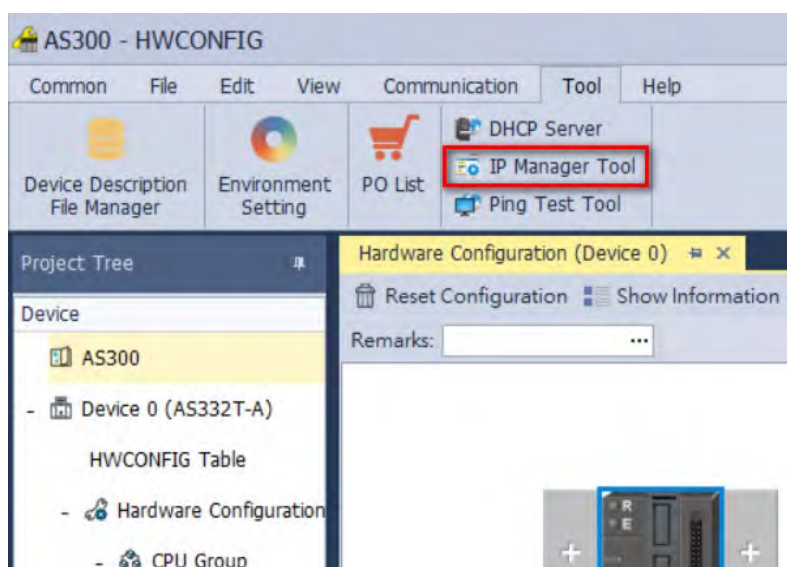 AS300 - HWCONFIG
Common File Edit View Communication Tool Help
Device Description File Manager
Environment Setting
PO List
DHCP Server
IP Manager Tool
Ping Test Tool
Project Tree
Hardware Configuration (Device 0)
Device
Reset Configuration Show Information
Remarks: ...
AS300
- Device 0 (AS332T-A)
HWCONFIG Table
- Hardware Configuration
- CPU Group
R
E
+ +